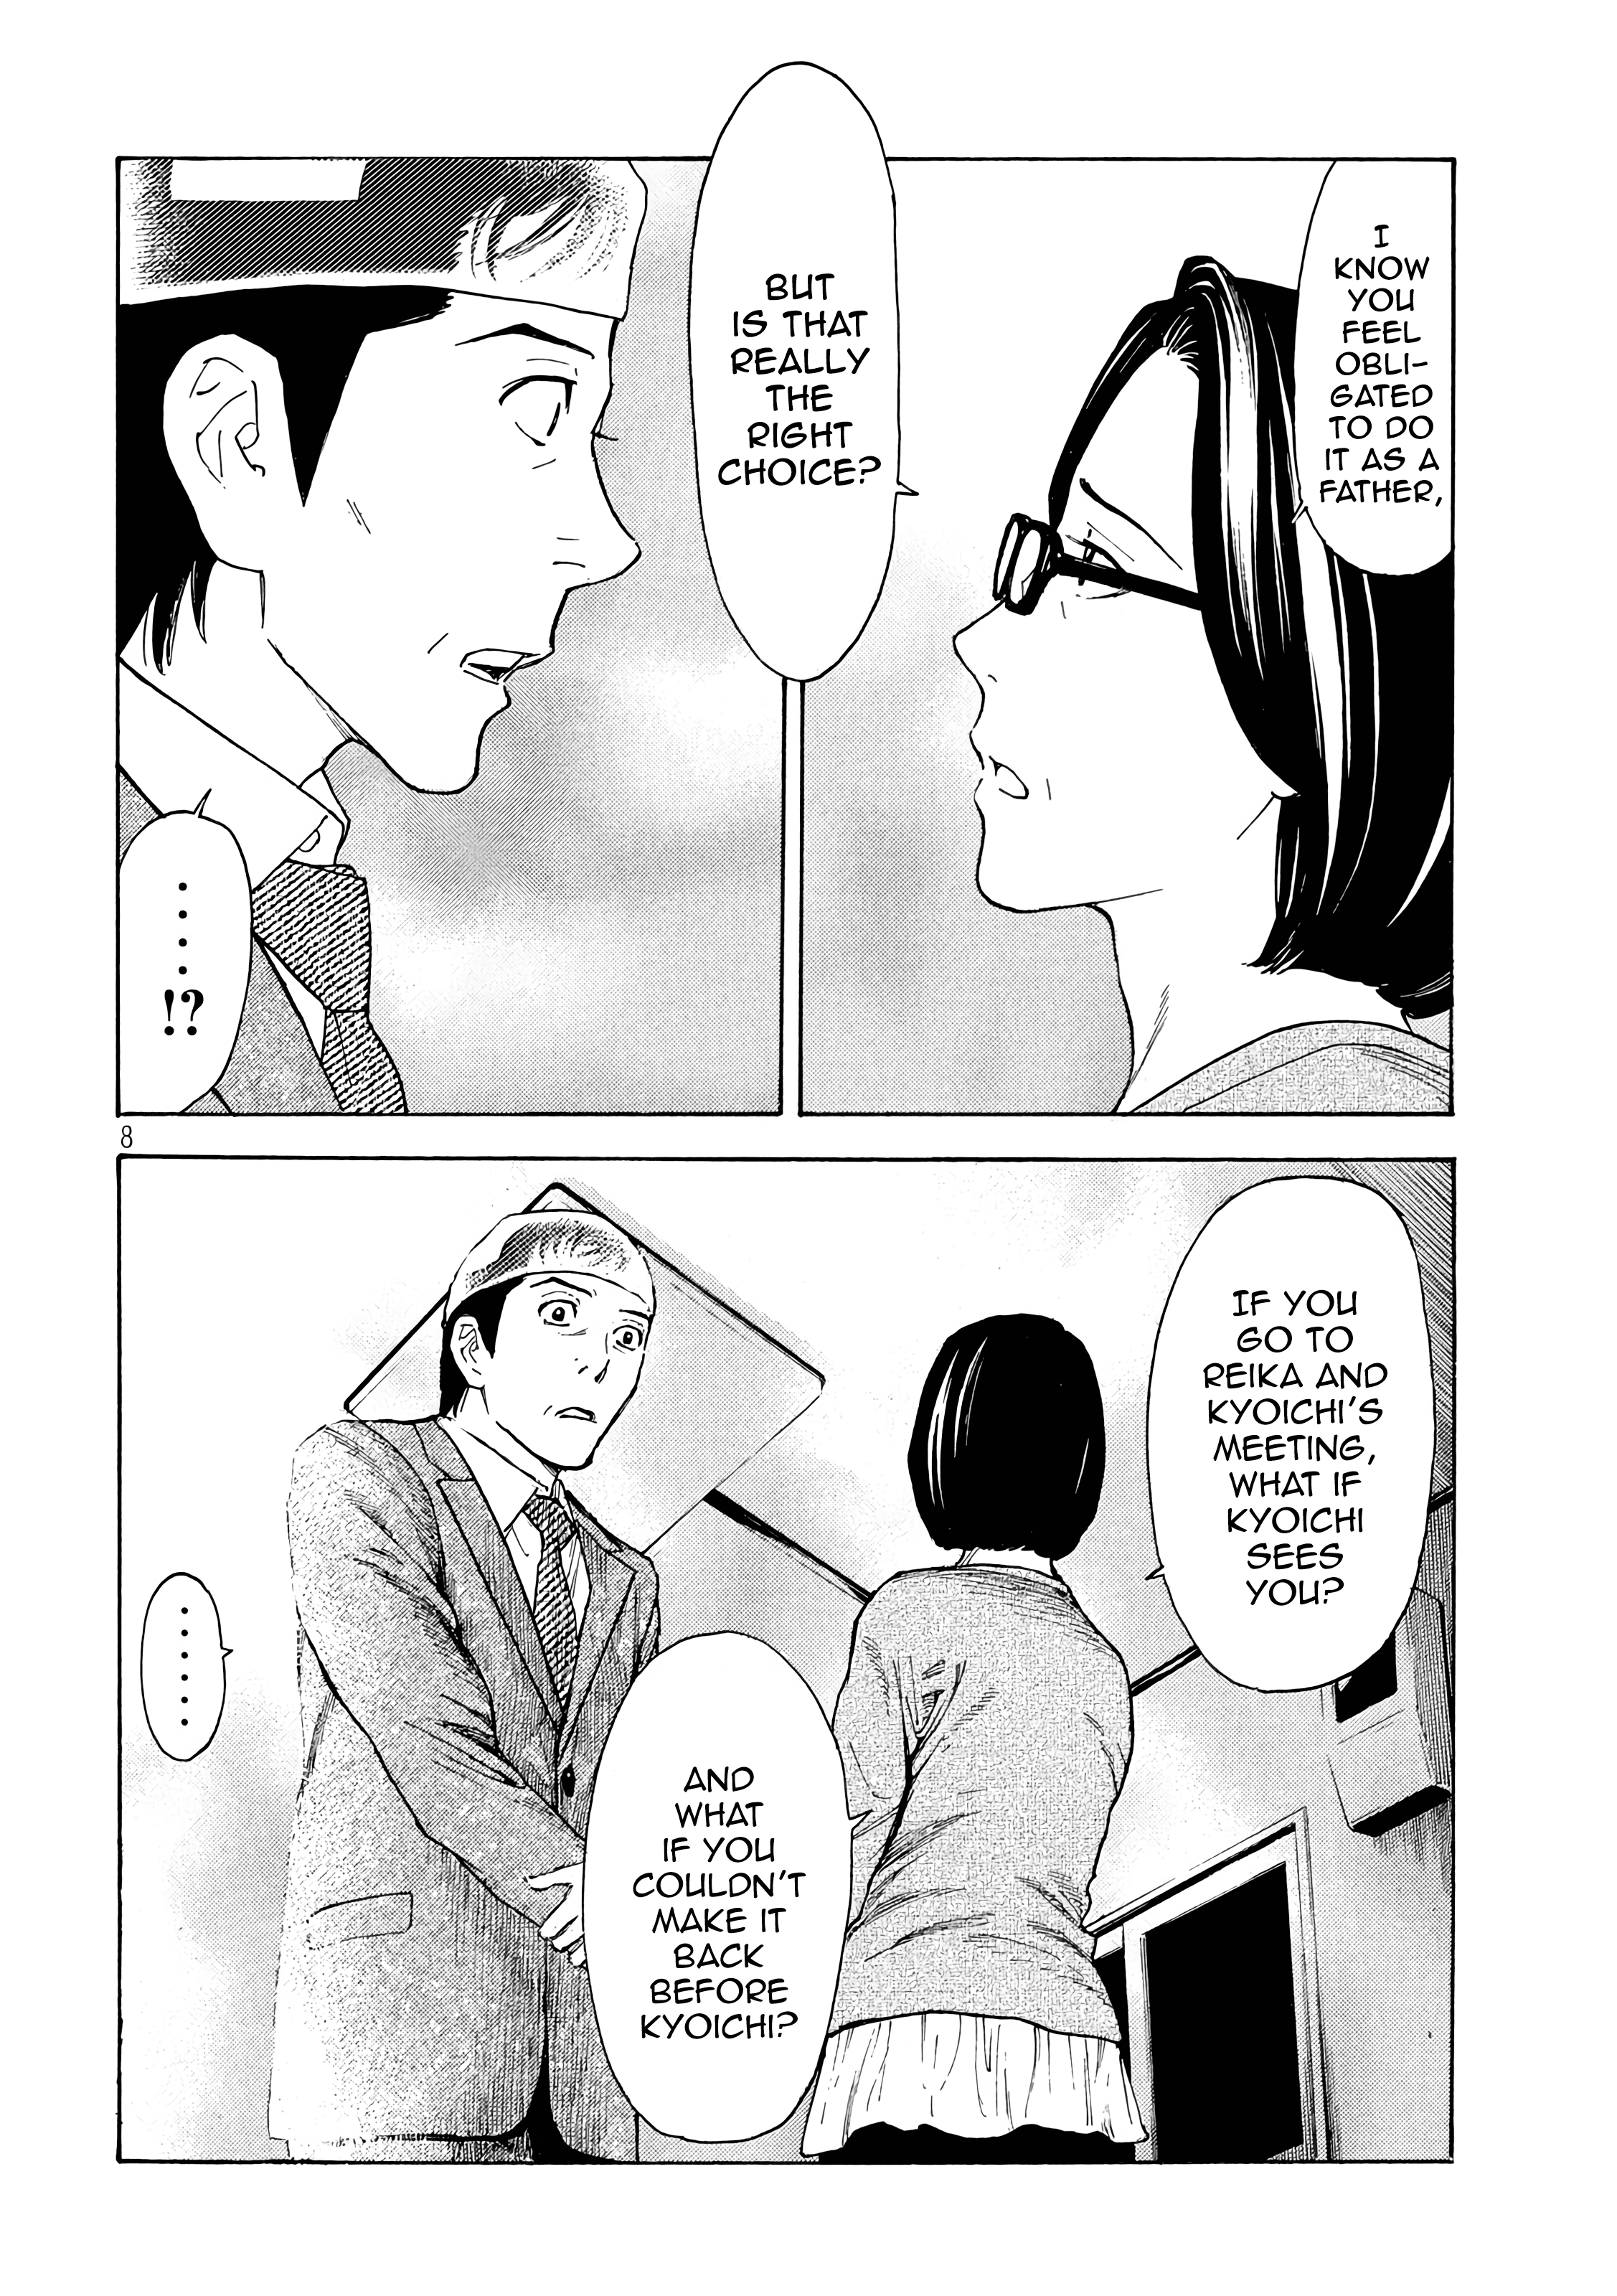 I
KNOW
YOU
FEEL
OBLI-
GATED
TO DO
IT AS A
FATHER,
BUT
IS THAT
REALLY
THE
RIGHT
CHOICE?
. . . . !?
8
IF YOU
GO TO
REIKA AND
KYOICHI'S
MEETING,
WHAT IF
KYOICHI
SEES
YOU?
AND
WHAT
IF YOU
COULDN'T
MAKE IT
BACK
BEFORE
KYOICHI?
. . . . . .